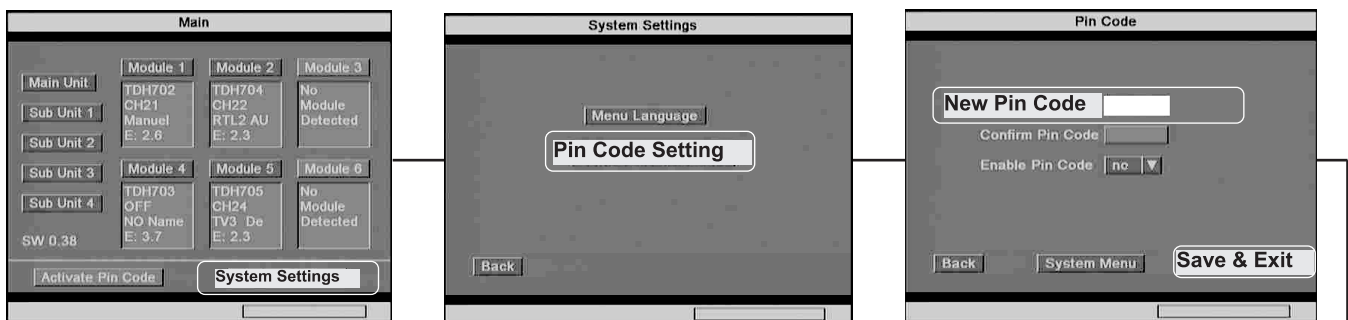 Main
Main Unit
Sub Unit 1
Sub Unit 2
Sub Unit 3
Sub Unit 4
SW 0.38
Module 1
TDH702
CH21
Manuel
E: 2.6
Module 2
TDH704
CH22
RTL2 AU
E: 2.3
Module 3
No
Module
Detected
Module 4
TDH703
OFF
NO Name
E: 3.7
Module 5
TDH705
CH24
TV3 De
E: 2.3
Module 6
No
Module
Detected
Activate Pin Code
System Settings
System Settings
Menu Language
Pin Code Setting
Back
Pin Code
New Pin Code
Confirm Pin Code
Enable Pin Code no
Back
System Menu
Save & Exit